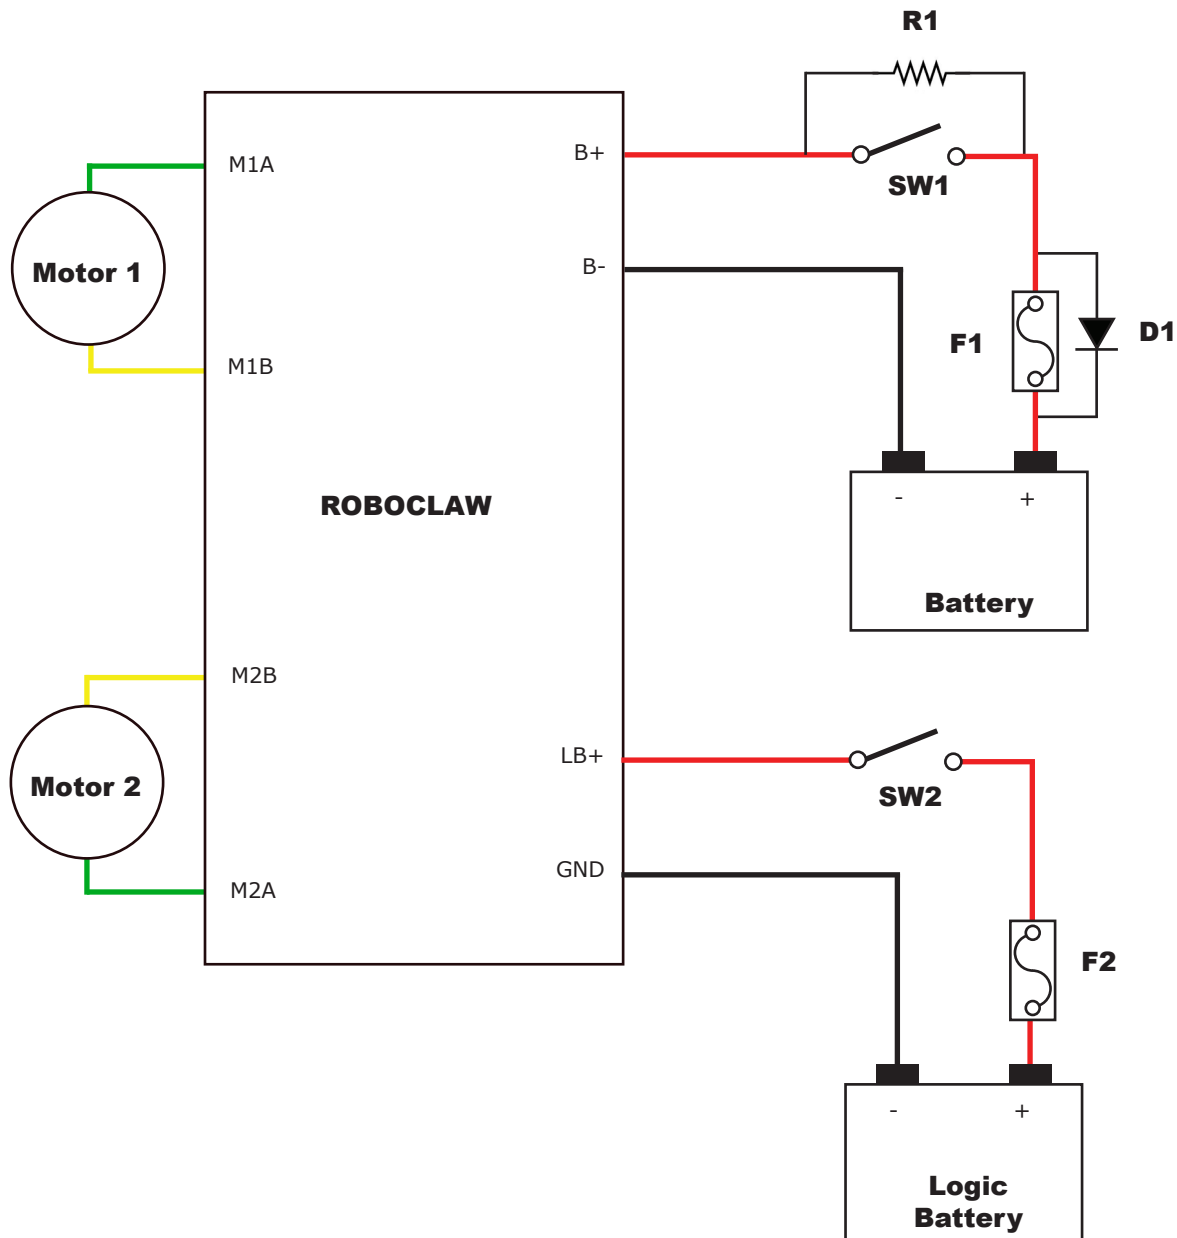 R1
M1A
B+
SW1
B-
Motor 1
D1
F1
M1B
- +
ROBOCLAW
Battery
M2B
LB+
Motor 2
SW2
GND
M2A
F2
- +
Logic
Battery